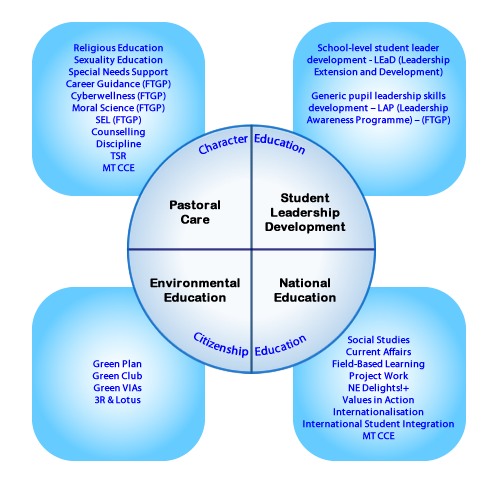 Religious Education
Sexuality Education
Special Needs Support
Career Guidance (FTGP)
Cyberwellness (FTGP)
Moral Science (FTGP)
SEL (FTGP)
Counselling
Discipline
TSR
MT CCE
School-level student leader
development - LEaD (Leadership
Extension and Development)
Generic pupil leadership skills
development – LAP (Leadership
Awareness Programme) – (FTGP)
Character Education
Pastoral
Care
Student
Leadership
Development
Environmental
Education
National
Education
Citizenship Education
Green Plan
Green Club
Green VIAs
3R & Lotus
Social Studies
Current Affairs
Field-Based Learning
Project Work
NE Delights!+
Values in Action
Internationalisation
International Student Integration
MT CCE